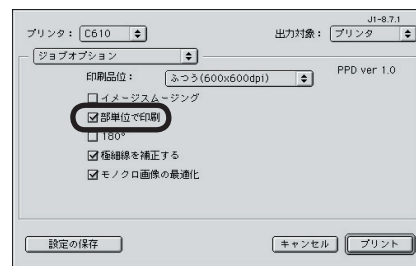 J1-8.7.1
プリンタ： C610 出力対象： プリンタ
ジョブオプション
印刷品位： ふつう(600x600dpi) PPD ver 1.0
イメージスムージング
部単位で印刷
180°
極細線を補正する
モノクロ画像の最適化
設定の保存 キャンセル プリント